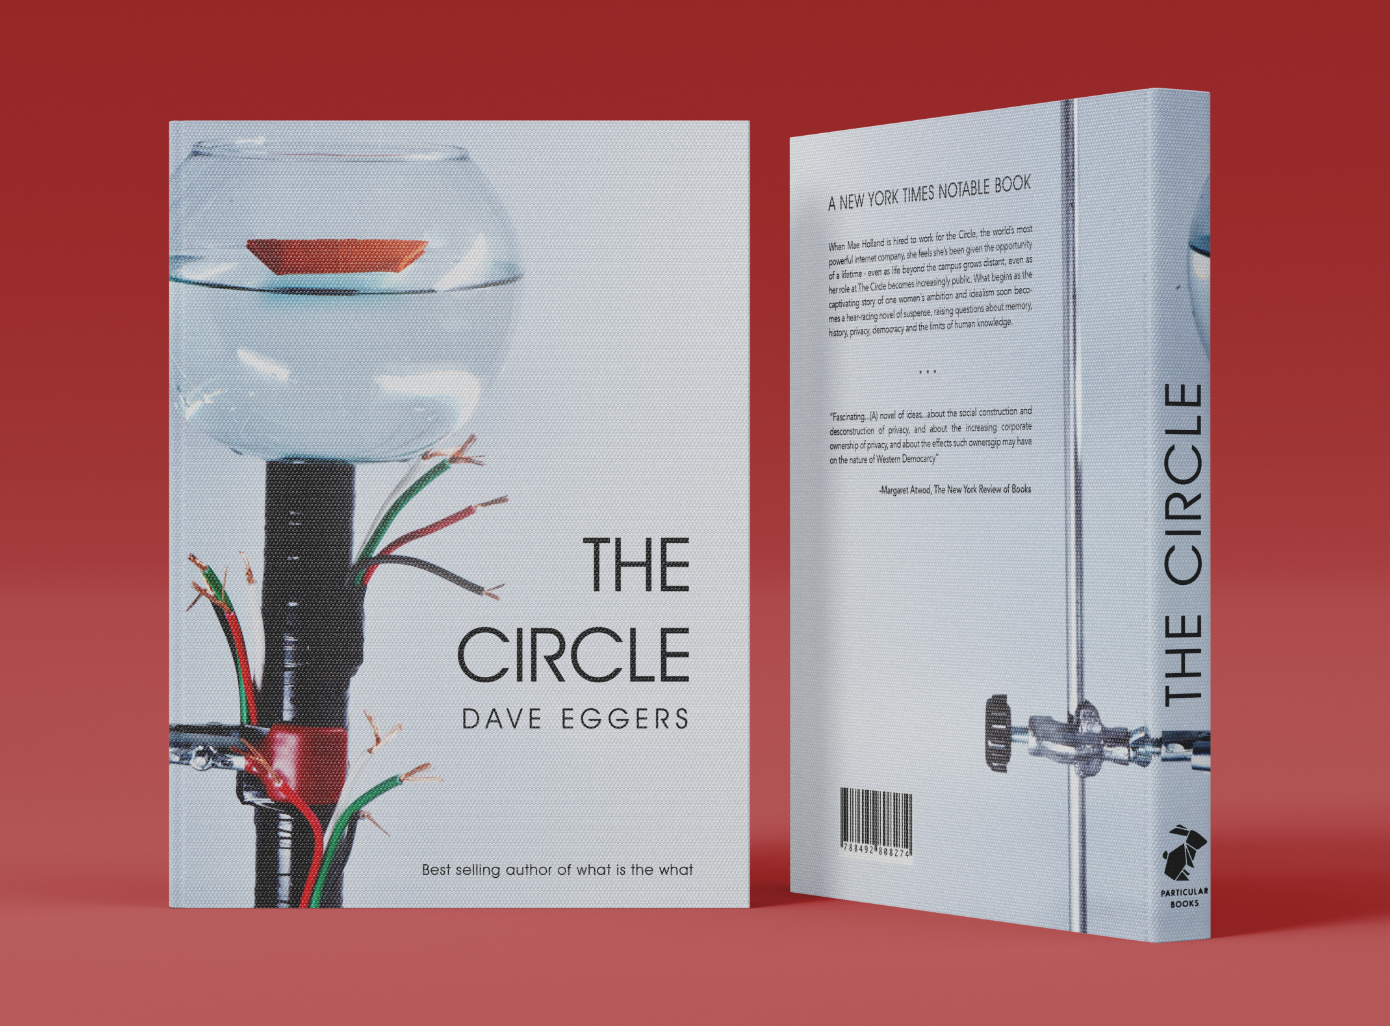 THE
CIRCLE
DAVE EGGERS
Best selling author of what is the what
A NEW YORK TIMES NOTABLE BOOK
When Mae Holland is hired to work for the Circle, the world's most
powerful internet company, she feels she's been given the opportunity
of a lifetime - even as life beyond the campus grows distant, even as
her role at The Circle becomes increasingly public. What begins as the
captivating story of one woman's ambition and idealism soon beco-
mes a hear-racing novel of suspense, raising questions about memory,
history, privacy, democracy and the limits of human knowledge.
...
"Fascinating...(A) novel of ideas...about the social construction and
desconstruction of privacy, and about the increasing corporate
ownership of privacy, and about the effects such ownersgip may have
on the nature of Western Democarcy"
-Margaret Atwod, The New York Review of Books
788492 808274
THE CIRCLE
PARTICULAR
BOOKS